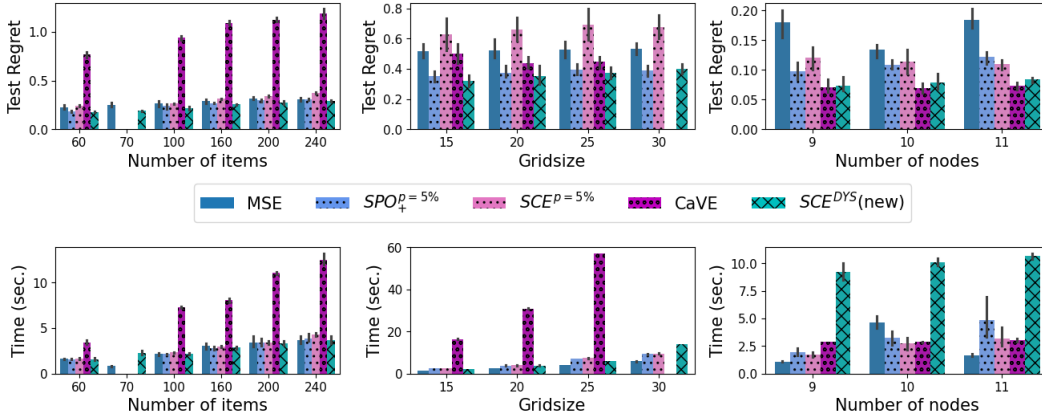 Test Regret
1.0
0.5
0.0
60 70 100 160 200 240
Number of items
Test Regret
0.8
0.6
0.4
0.2
0.0
15 20 25 30
Gridsize
Test Regret
0.20
0.15
0.10
0.05
0.00
9 10 11
Number of nodes
MSE SPO₊ᵖ⁼⁵% SCEᵖ⁼⁵% CaVE SCE^DYS(new)
Time (sec.)
10
5
0
60 70 100 160 200 240
Number of items
Time (sec.)
60
40
20
0
15 20 25 30
Gridsize
Time (sec.)
10.0
7.5
5.0
2.5
0.0
9 10 11
Number of nodes